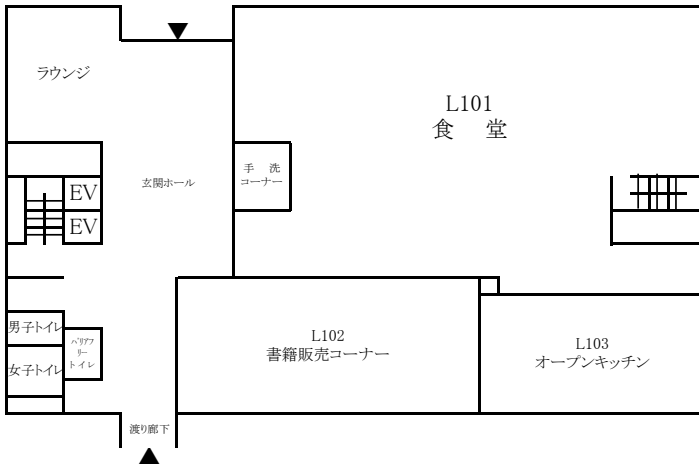 ラウンジ
L101
食 堂
玄関ホール
手 洗
コーナー
EV
EV
男子トイレ
女子トイレ
バリアフ
リー
トイレ
L102
書籍販売コーナー
L103
オープンキッチン
渡り廊下